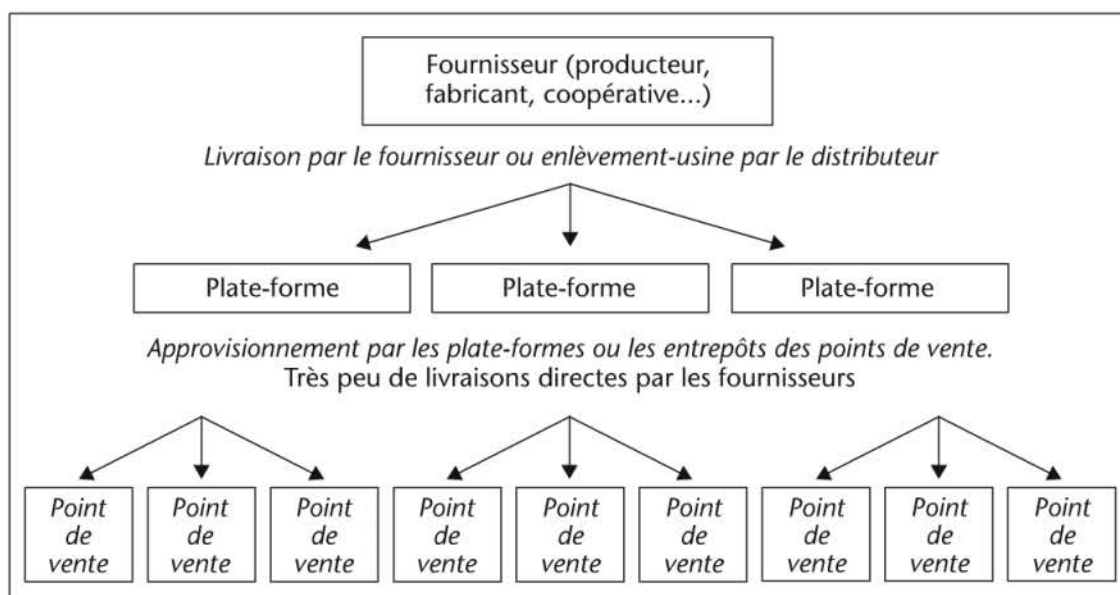 Fournisseur (producteur,
fabricant, coopérative...)
Livraison par le fournisseur ou enlèvement-usine par le distributeur
Plate-forme
Plate-forme
Plate-forme
Approvisionnement par les plate-formes ou les entrepôts des points de vente.
Très peu de livraisons directes par les fournisseurs
Point
de
vente
Point
de
vente
Point
de
vente
Point
de
vente
Point
de
vente
Point
de
vente
Point
de
vente
Point
de
vente
Point
de
vente